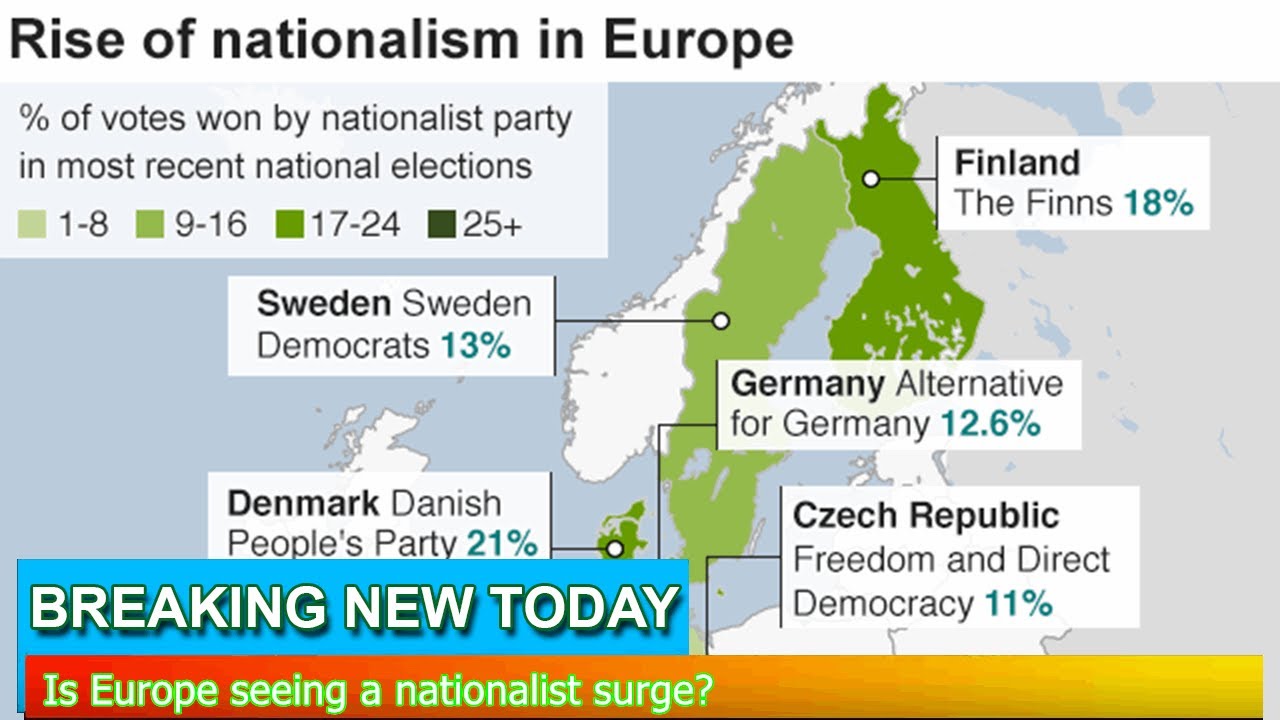 Rise of nationalism in Europe
% of votes won by nationalist party
in most recent national elections
1-8 9-16 17-24 25+
Finland
The Finns 18%
Sweden Sweden
Democrats 13%
Germany Alternative
for Germany 12.6%
Denmark Danish
People's Party 21%
Czech Republic
Freedom and Direct
Democracy 11%
BREAKING NEW TODAY
Is Europe seeing a nationalist surge?